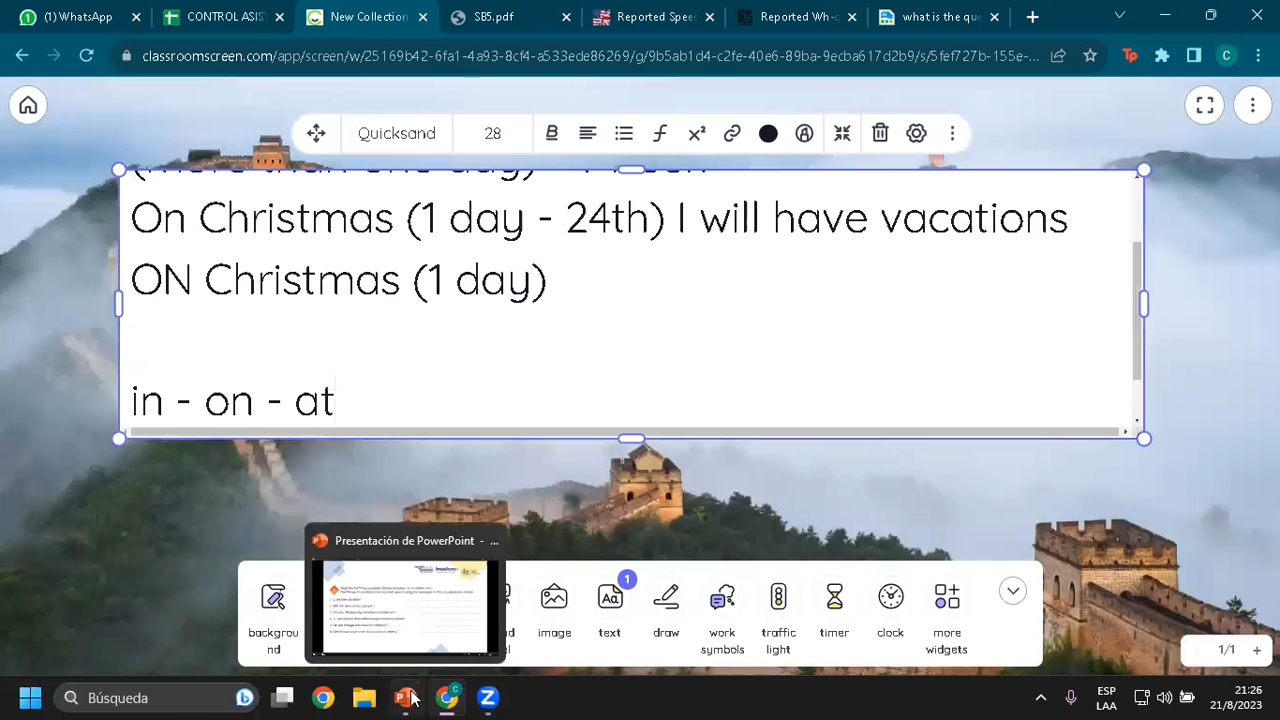 WhatsApp
CONTROL ASIS
New Collection
SB5.pdf
Reported Spee
Reported Wh-q
what is the que
classroomscreen.com/app/screen/w/25169b42-6fa1-4a93-8cf4-a533ede86269/g/9b5ab1d4-c2fe-40e6-89ba-9ecba617d2b9/s/5fef727b-155e-...
Quicksand 28
On Christmas (1 day - 24th) I will have vacations
ON Christmas (1 day)
in - on - at
Presentación de PowerPoint - ...
1
backgrou
nd
image
text
draw
work
symbols
traffic
light
timer
clock
more
widgets
1/1
Búsqueda
ESP
LAA
21:26
21/8/2023